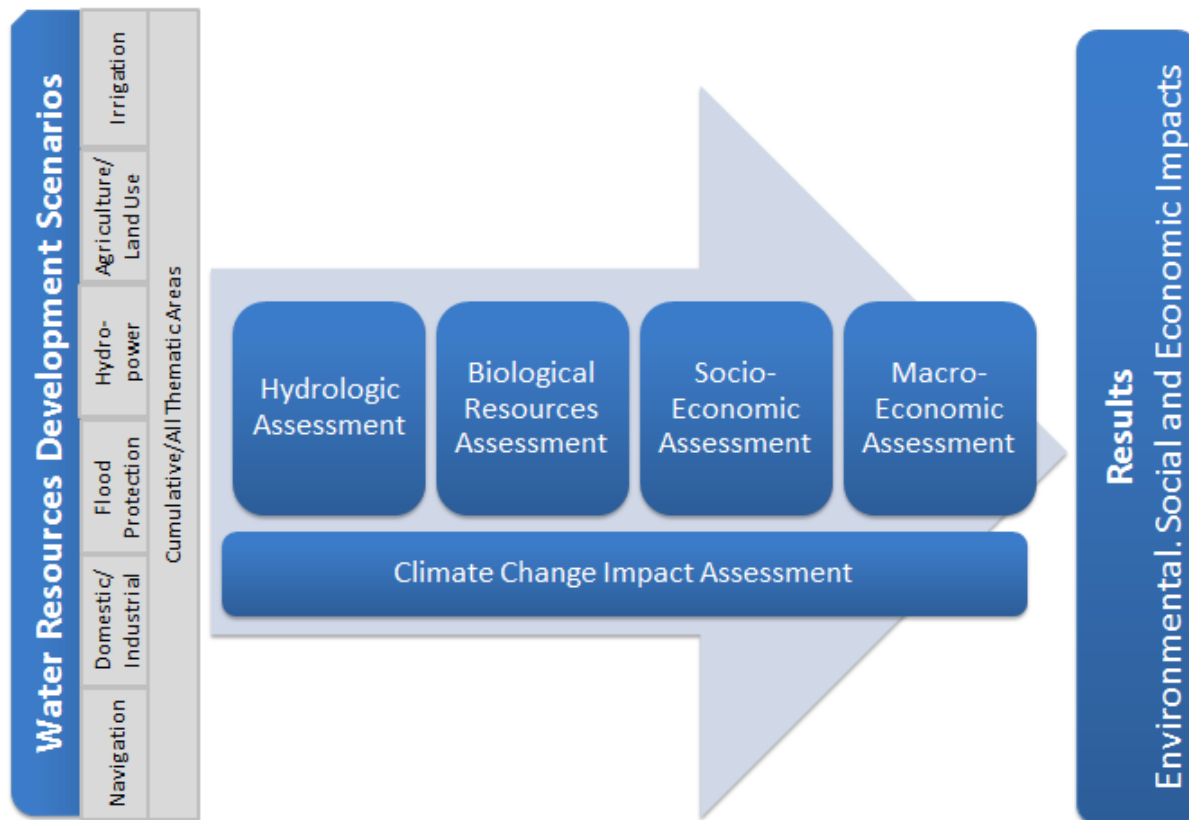 Water Resources Development Scenarios
Irrigation
Agriculture/
Land Use
Hydro-
power
Flood
Protection
Domestic/
Industrial
Navigation
Cumulative/All Thematic Areas
Hydrologic
Assessment
Biological
Resources
Assessment
Socio-
Economic
Assessment
Macro-
Economic
Assessment
Climate Change Impact Assessment
Results
Environmental. Social and Economic Impacts